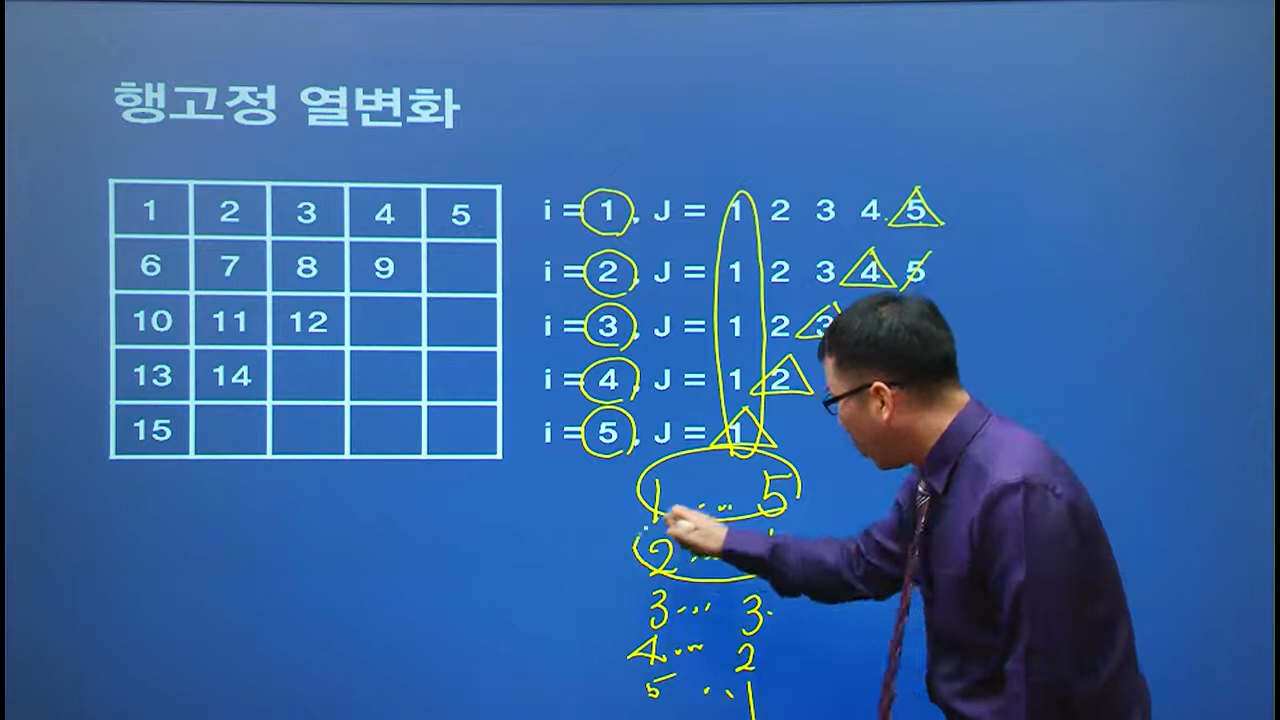 행고정 열변화
1 2 3 4 5
6 7 8 9
10 11 12
13 14
15
i = 1, J = 1 2 3 4 5
i = 2, J = 1 2 3 4 5
i = 3, J = 1 2 3
i = 4, J = 1 2
i = 5, J = 1
1 ... 5
2 ...
3 ... 3
4 ... 2
5 ... 1